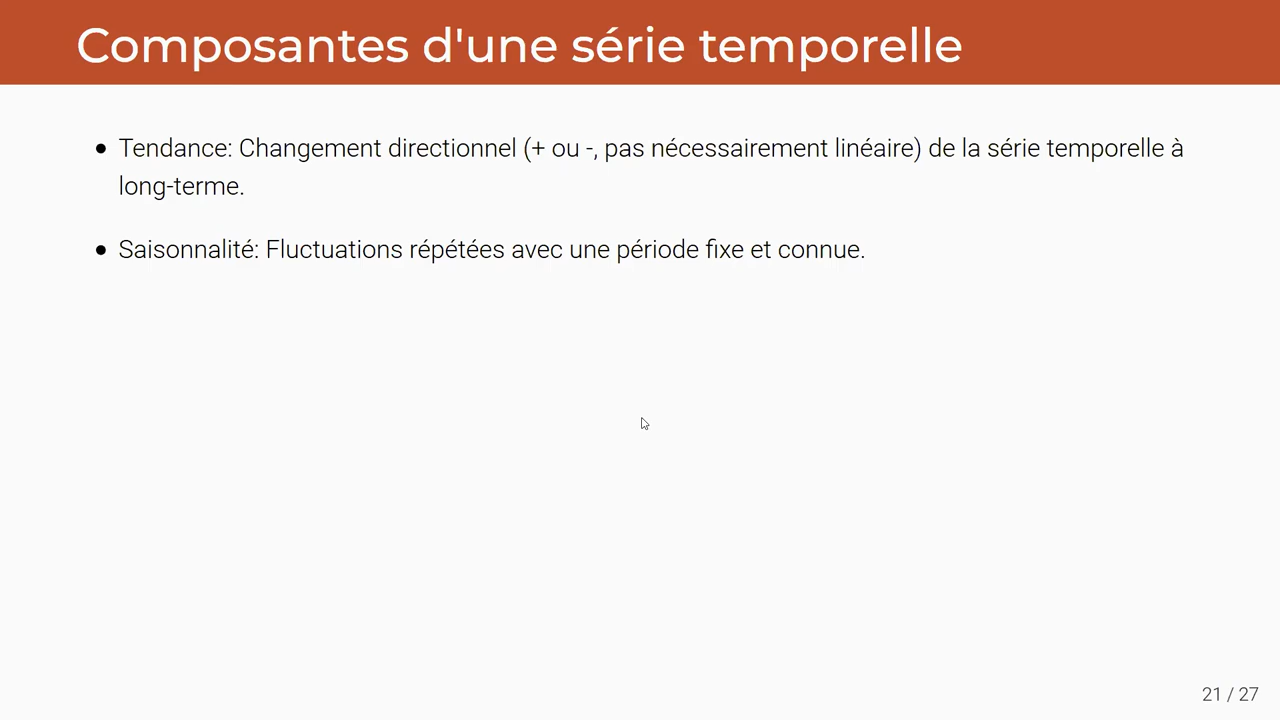 Composantes d'une série temporelle
• Tendance: Changement directionnel (+ ou -, pas nécessairement linéaire) de la série temporelle à
long-terme.
• Saisonnalité: Fluctuations répétées avec une période fixe et connue.
21 / 27